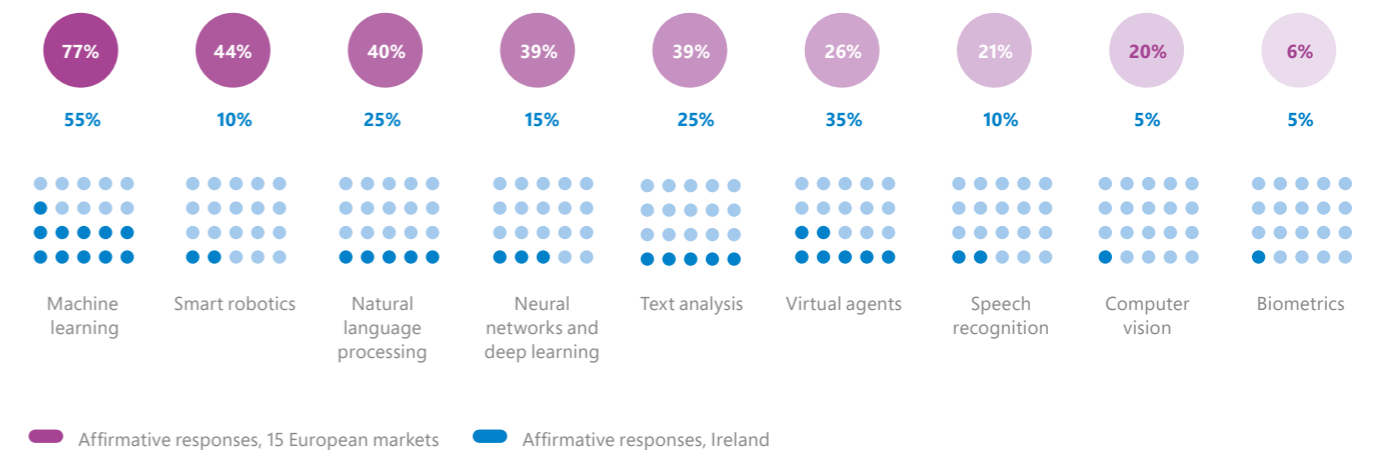 77% 44% 40% 39% 39% 26% 21% 20% 6%
55% 10% 25% 15% 25% 35% 10% 5% 5%
Machine
learning
Smart robotics
Natural
language
processing
Neural
networks and
deep learning
Text analysis
Virtual agents
Speech
recognition
Computer
vision
Biometrics
Affirmative responses, 15 European markets
Affirmative responses, Ireland